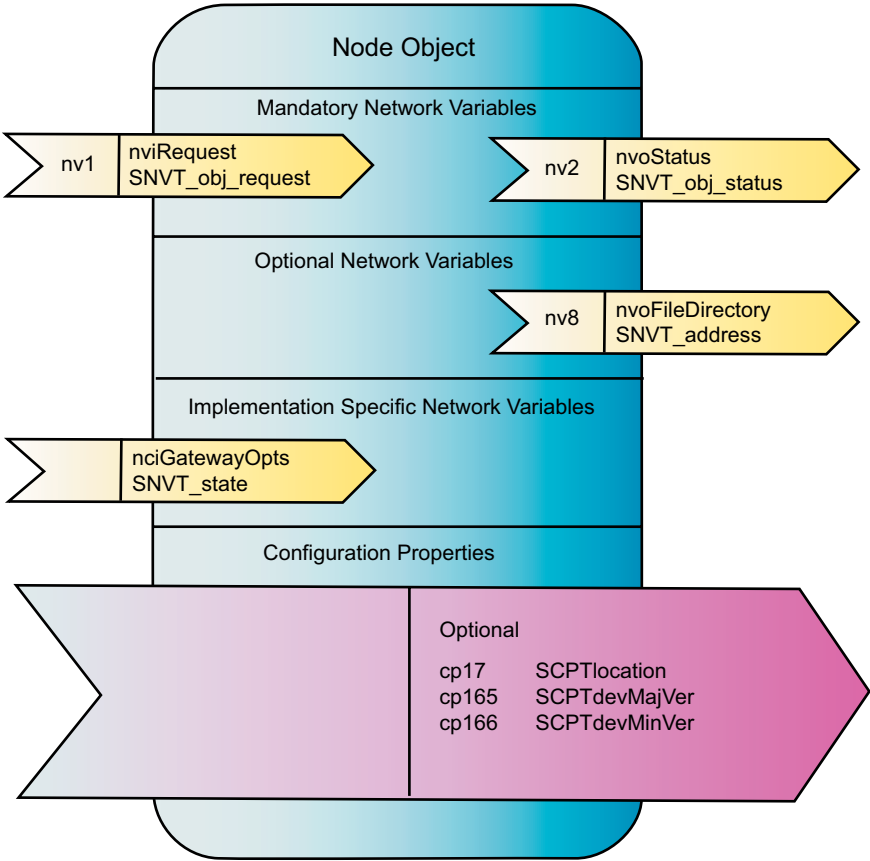 Node Object
Mandatory Network Variables
nv1
nviRequest
SNVT_obj_request
nv2
nvoStatus
SNVT_obj_status
Optional Network Variables
nv8
nvoFileDirectory
SNVT_address
Implementation Specific Network Variables
nciGatewayOpts
SNVT_state
Configuration Properties
Optional
cp17 SCPTlocation
cp165 SCPTdevMajVer
cp166 SCPTdevMinVer